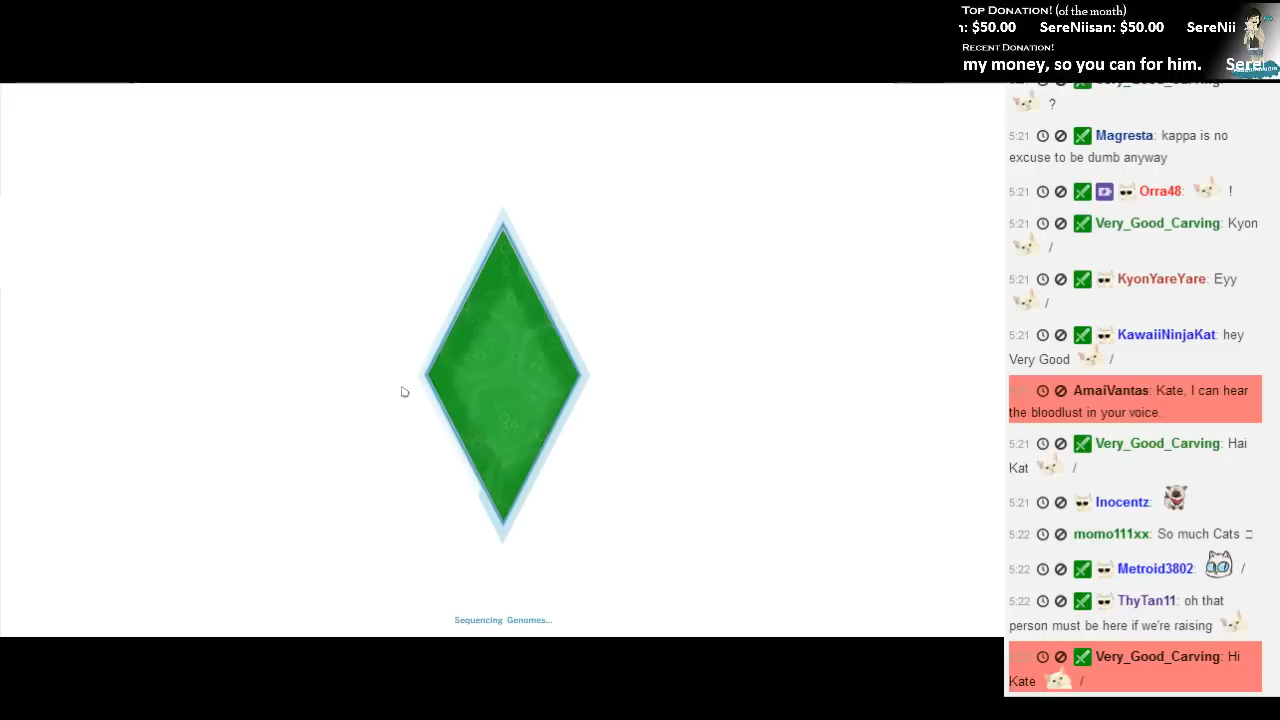 TOP DONATION! (of the month)
n: $50.00 SereNiisan: $50.00 SereNii
RECENT DONATION!
my money, so you can for him. Serel
Very_Good_Carving:
?
5:21 Magresta: kappa is no
excuse to be dumb anyway
5:21 Orra48: !
5:21 Very_Good_Carving: Kyon
/
5:21 KyonYareYare: Eyy
/
5:21 KawaiiNinjaKat: hey
Very Good /
5:21 AmaiVantas: Kate, I can hear
the bloodlust in your voice.
5:21 Very_Good_Carving: Hai
Kat /
5:21 Inocentz:
5:22 momo111xx: So much Cats
5:22 Metroid3802: /
5:22 ThyTan11: oh that
person must be here if we're raising
Sequencing Genomes...
Very_Good_Carving: Hi
Kate /